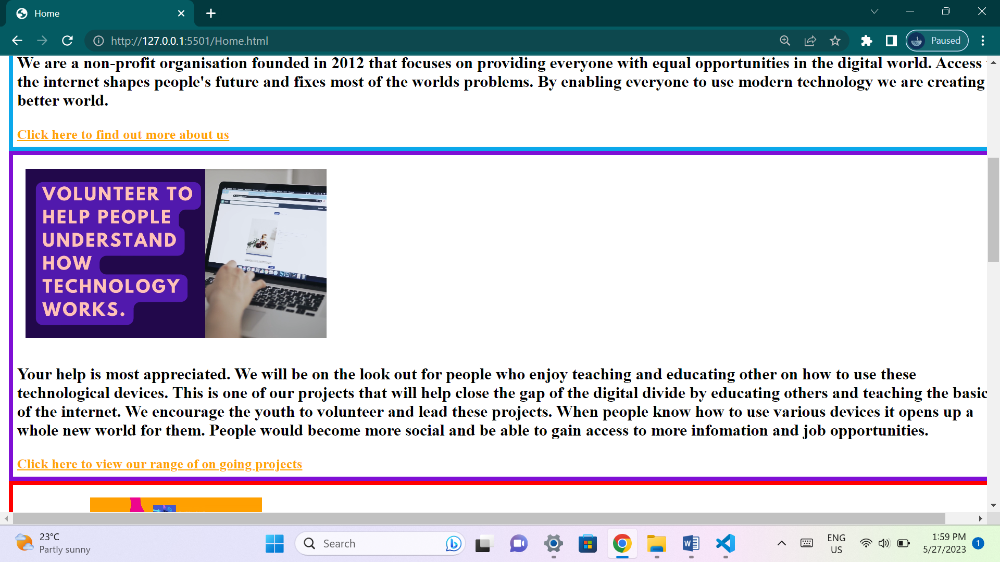 Home
http://127.0.0.1:5501/Home.html
Paused
We are a non-profit organisation founded in 2012 that focuses on providing everyone with equal opportunities in the digital world. Access
the internet shapes people's future and fixes most of the worlds problems. By enabling everyone to use modern technology we are creating
better world.
Click here to find out more about us
VOLUNTEER TO
HELP PEOPLE
UNDERSTAND
HOW
TECHNOLOGY
WORKS.
Your help is most appreciated. We will be on the look out for people who enjoy teaching and educating other on how to use these
technological devices. This is one of our projects that will help close the gap of the digital divide by educating others and teaching the basic
of the internet. We encourage the youth to volunteer and lead these projects. When people know how to use various devices it opens up a
whole new world for them. People would become more social and be able to gain access to more infomation and job opportunities.
Click here to view our range of on going projects
23°C
Partly sunny
Search
ENG
US
1:59 PM
5/27/2023
1